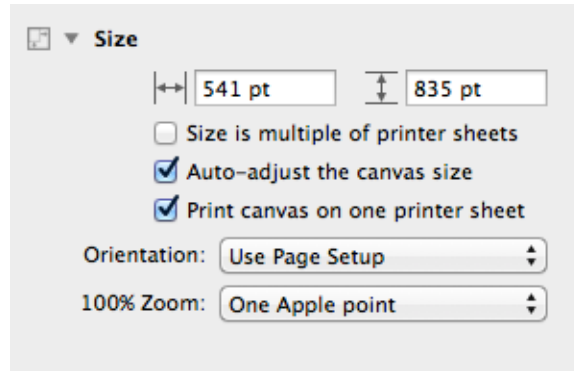 Size
541 pt 835 pt
Size is multiple of printer sheets
Auto-adjust the canvas size
Print canvas on one printer sheet
Orientation: Use Page Setup
100% Zoom: One Apple point